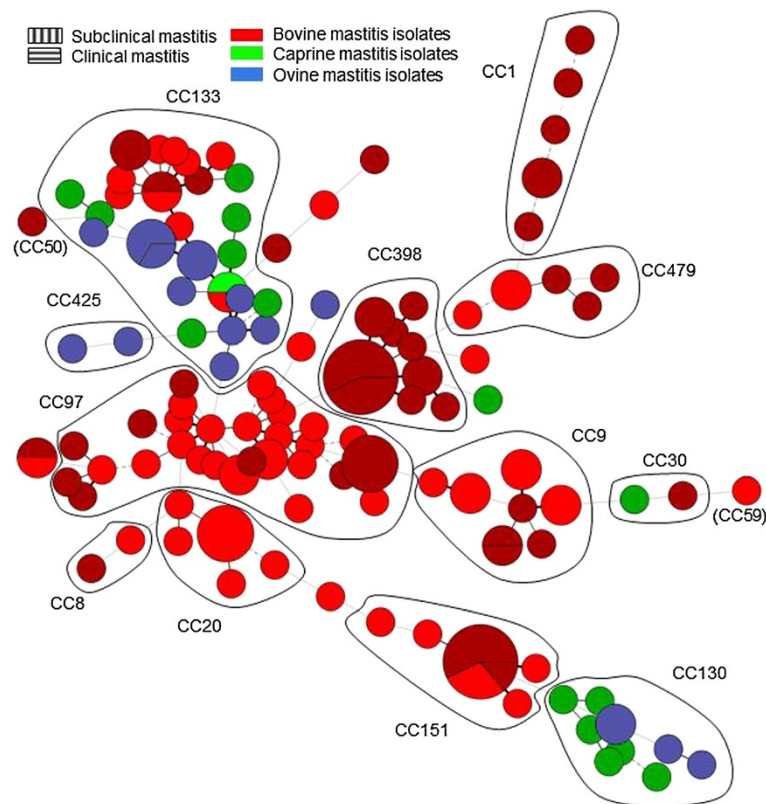 Subclinical mastitis
Clinical mastitis
Bovine mastitis isolates
Caprine mastitis isolates
Ovine mastitis isolates
CC1
CC133
(CC50)
CC398
CC479
CC425
CC97
CC9
CC30
(CC59)
CC8
CC20
CC151
CC130